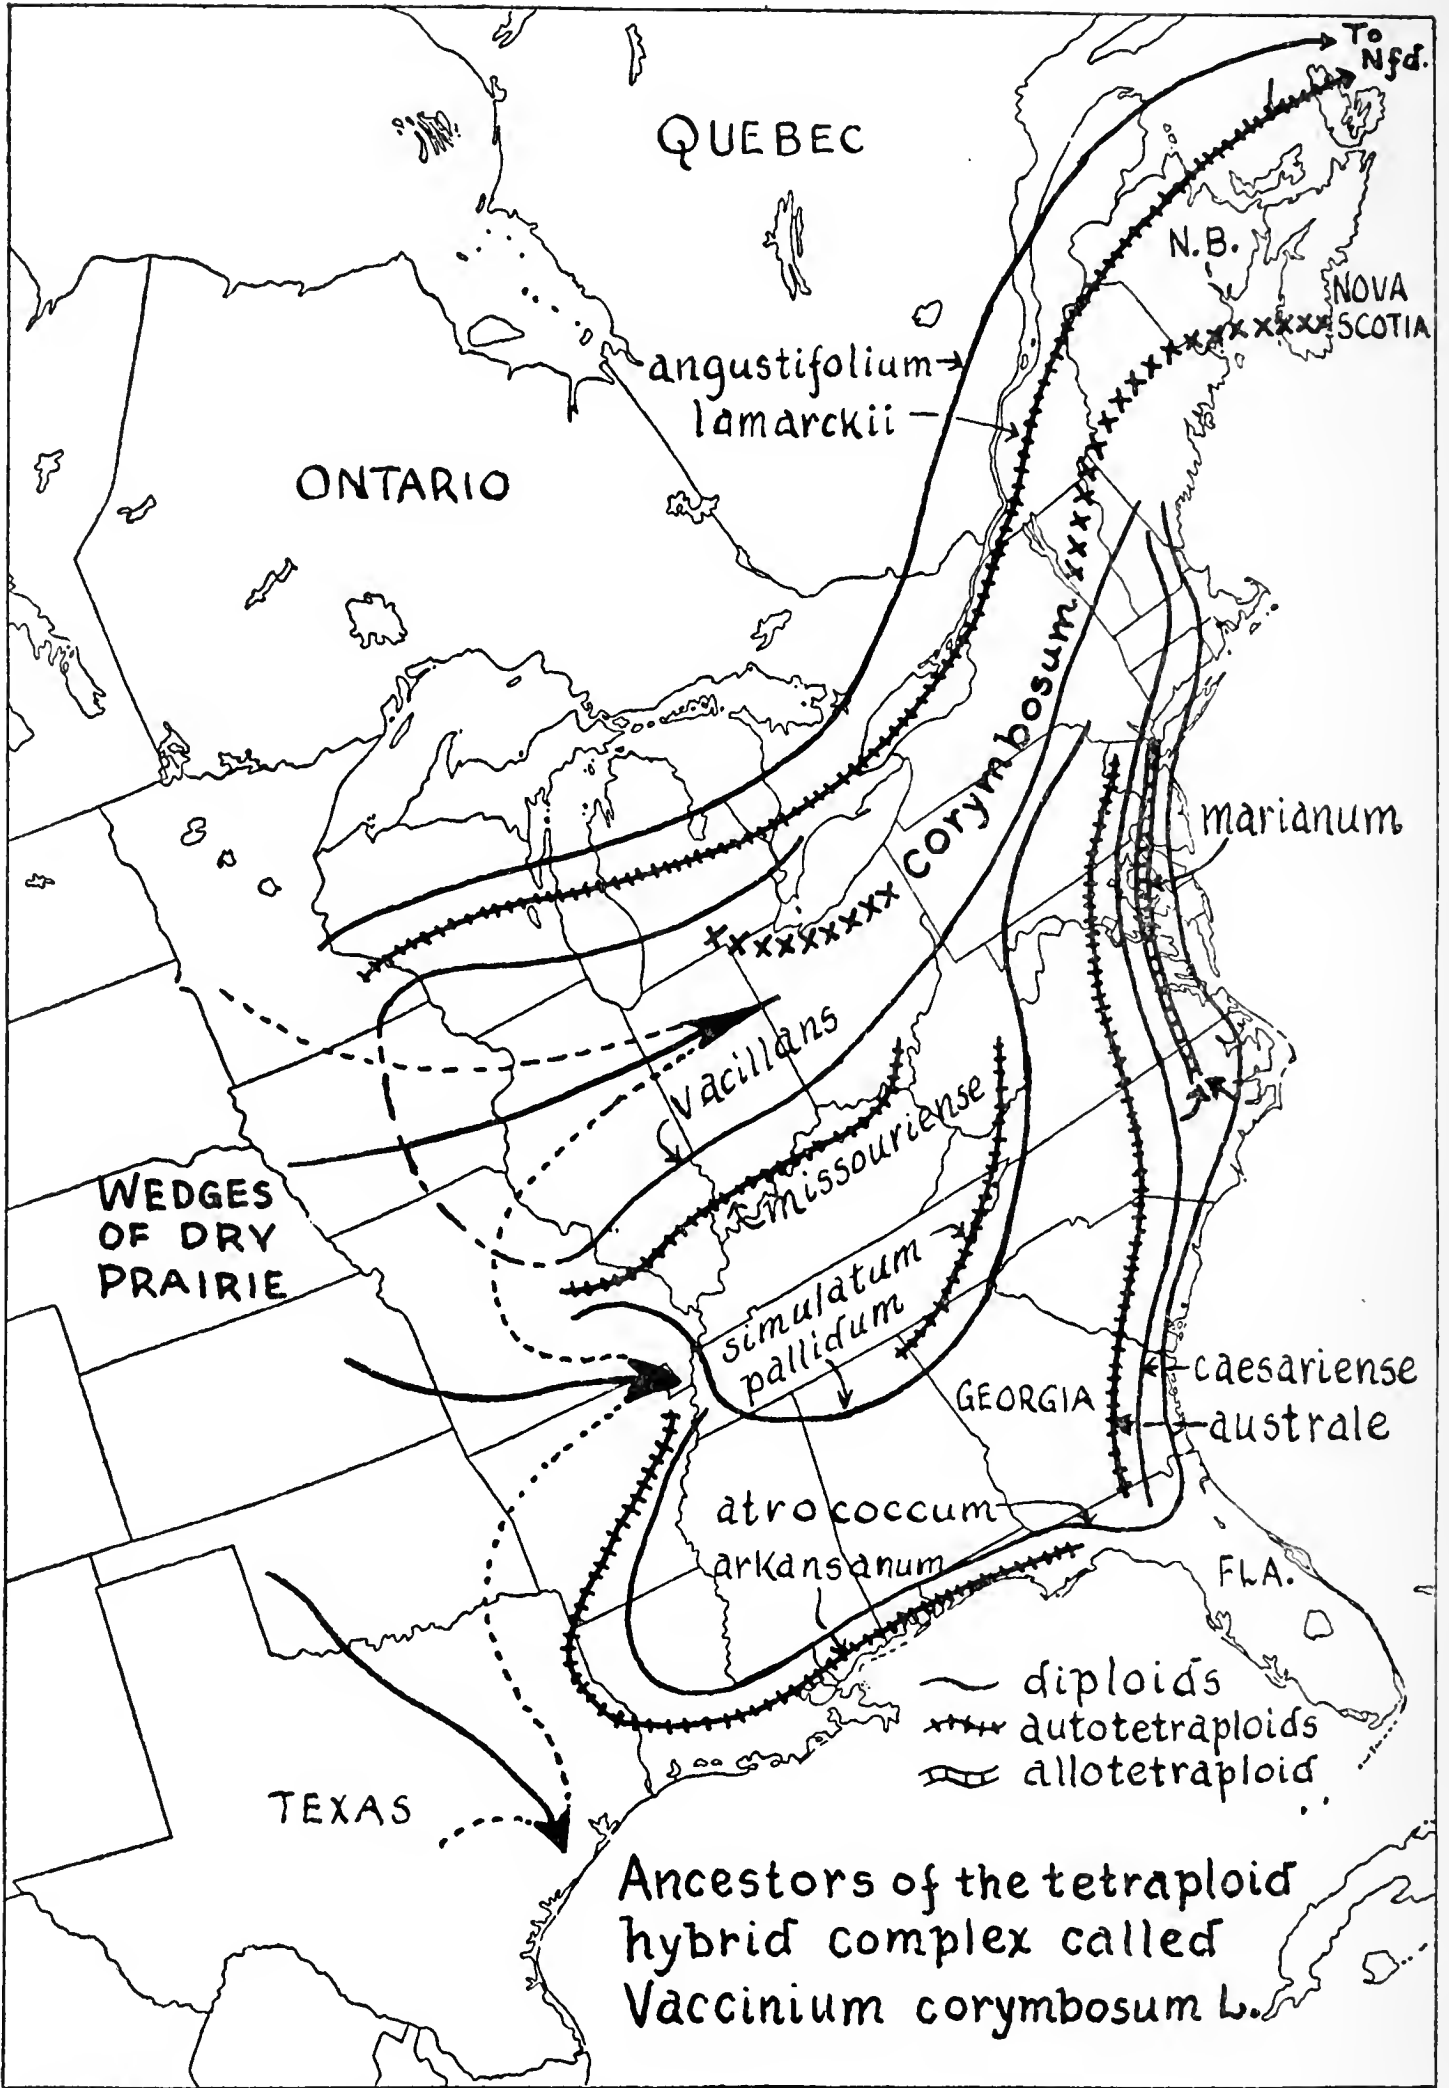 To
Nfd.
QUEBEC
N.B.
NOVA
SCOTIA
angustifolium
lamarckii
ONTARIO
corymbosum
marianum
vacillans
missouriense
WEDGES
OF DRY
PRAIRIE
simulatum
pallidum
caesariense
GEORGIA
australe
atrococcum
arkansanum
FLA.
diploids
autotetraploids
allotetraploid
TEXAS
Ancestors of the tetraploid
hybrid complex called
Vaccinium corymbosum L.